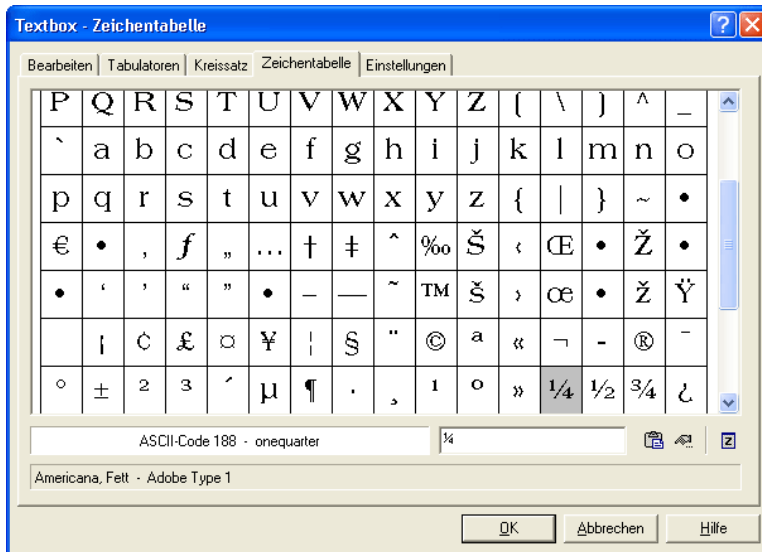 Textbox - Zeichentabelle
Bearbeiten Tabulatoren Kreissatz Zeichentabelle Einstellungen
P Q R S T U V W X Y Z [ \ ] ^ _
` a b c d e f g h i j k l m n o
p q r s t u v w x y z { | } ~ •
€ • ‚ ƒ „ … † ‡ ˆ ‰ Š ‹ Œ • Ž •
• ‘ ’ “ ” • – — ˜ ™ š › œ • ž Ÿ
¡ ¢ £ ¤ ¥ ¦ § ¨ © ª « ¬ - ® ¯
° ± ² ³ ´ µ ¶ · ¸ ¹ º » ¼ ½ ¾ ¿
ASCII-Code 188 - onequarter ¼
Americana, Fett - Adobe Type 1
OK Abbrechen Hilfe